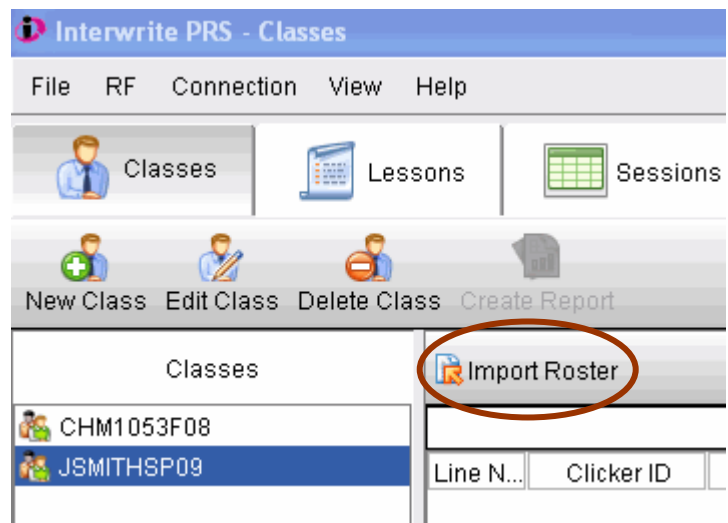 Interwrite PRS - Classes
File RF Connection View Help
Classes Lessons Sessions
New Class Edit Class Delete Class Create Report
Classes Import Roster
CHM1053F08
JSMITHSP09
Line N... Clicker ID